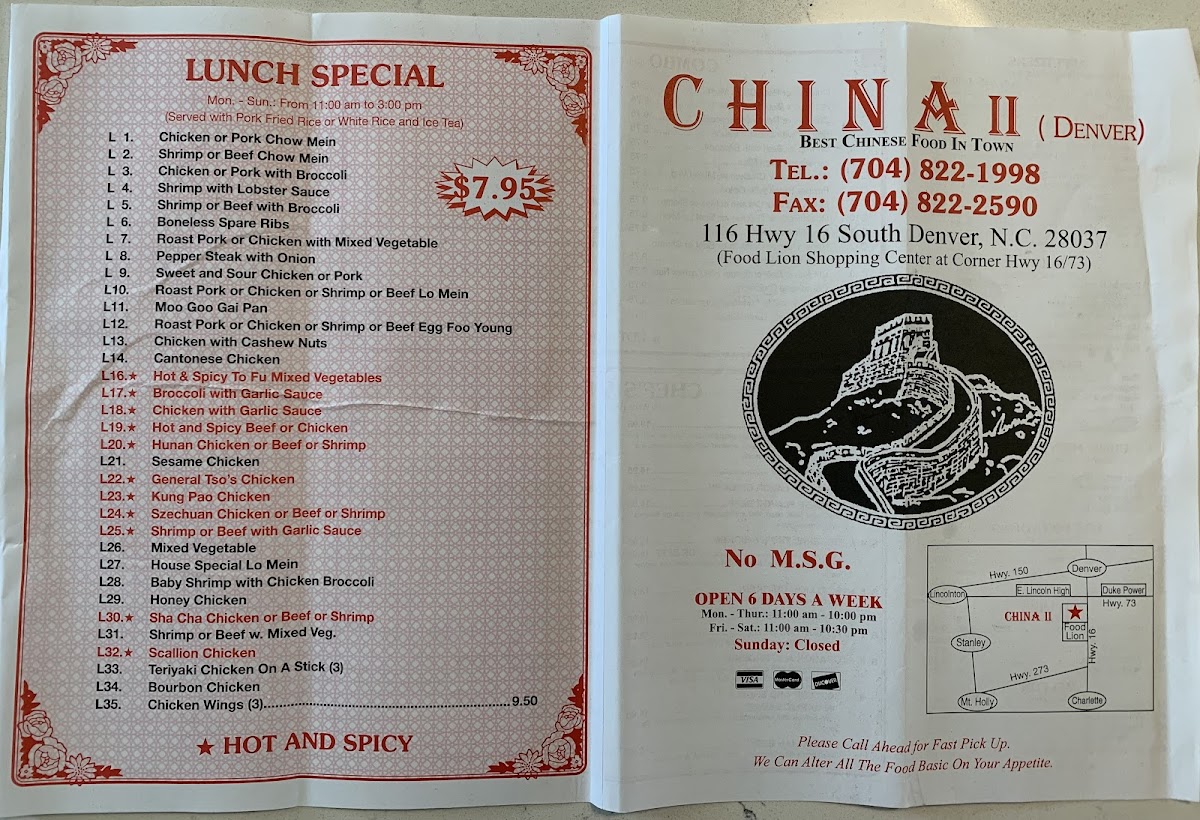 LUNCH SPECIAL
Mon. - Sun.: From 11:00 am to 3:00 pm
(Served with Pork Fried Rice or White Rice and Ice Tea)
$7.95
L 1. Chicken or Pork Chow Mein
L 2. Shrimp or Beef Chow Mein
L 3. Chicken or Pork with Broccoli
L 4. Shrimp with Lobster Sauce
L 5. Shrimp or Beef with Broccoli
L 6. Boneless Spare Ribs
L 7. Roast Pork or Chicken with Mixed Vegetable
L 8. Pepper Steak with Onion
L 9. Sweet and Sour Chicken or Pork
L10. Roast Pork or Chicken or Shrimp or Beef Lo Mein
L11. Moo Goo Gai Pan
L12. Roast Pork or Chicken or Shrimp or Beef Egg Foo Young
L13. Chicken with Cashew Nuts
L14. Cantonese Chicken
L16.★ Hot & Spicy To Fu Mixed Vegetables
L17.★ Broccoli with Garlic Sauce
L18.★ Chicken with Garlic Sauce
L19.★ Hot and Spicy Beef or Chicken
L20.★ Hunan Chicken or Beef or Shrimp
L21. Sesame Chicken
L22.★ General Tso's Chicken
L23.★ Kung Pao Chicken
L24.★ Szechuan Chicken or Beef or Shrimp
L25.★ Shrimp or Beef with Garlic Sauce
L26. Mixed Vegetable
L27. House Special Lo Mein
L28. Baby Shrimp with Chicken Broccoli
L29. Honey Chicken
L30.★ Sha Cha Chicken or Beef or Shrimp
L31. Shrimp or Beef w. Mixed Veg.
L32.★ Scallion Chicken
L33. Teriyaki Chicken On A Stick (3)
L34. Bourbon Chicken
L35. Chicken Wings (3)..........9.50
★ HOT AND SPICY
CHINA II (DENVER)
BEST CHINESE FOOD IN TOWN
TEL.: (704) 822-1998
FAX: (704) 822-2590
116 Hwy 16 South Denver, N.C. 28037
(Food Lion Shopping Center at Corner Hwy 16/73)
No M.S.G.
OPEN 6 DAYS A WEEK
Mon. - Thur.: 11:00 am - 10:00 pm
Fri. - Sat.: 11:00 am - 10:30 pm
Sunday: Closed
VISA MasterCard DISCOVER
Hwy. 150
Denver
Lincolnton
E. Lincoln High
Duke Power
Hwy. 73
CHINA II
Food Lion
Hwy. 16
Stanley
Hwy. 273
Mt. Holly
Charlette
Please Call Ahead for Fast Pick Up.
We Can Alter All The Food Basic On Your Appetite.